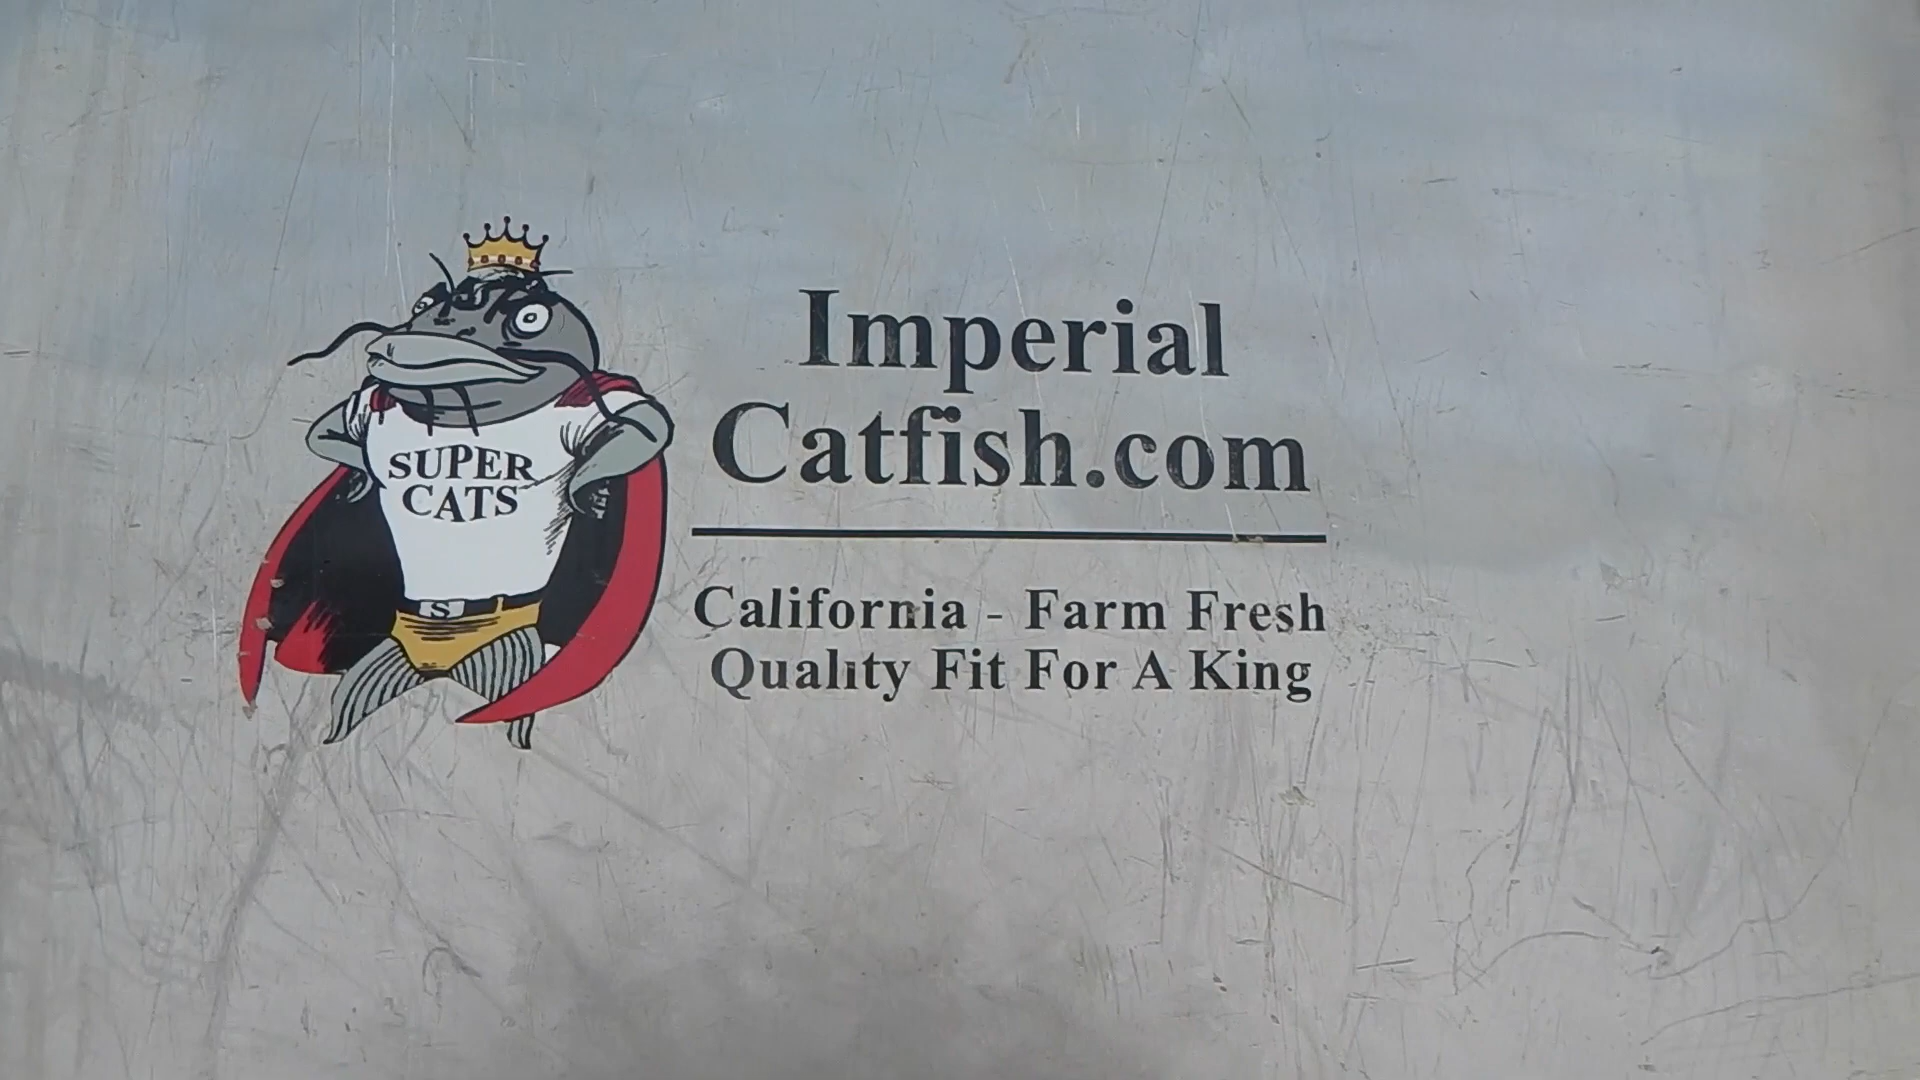 SUPER
CATS
S
Imperial
Catfish.com
California - Farm Fresh
Quality Fit For A King